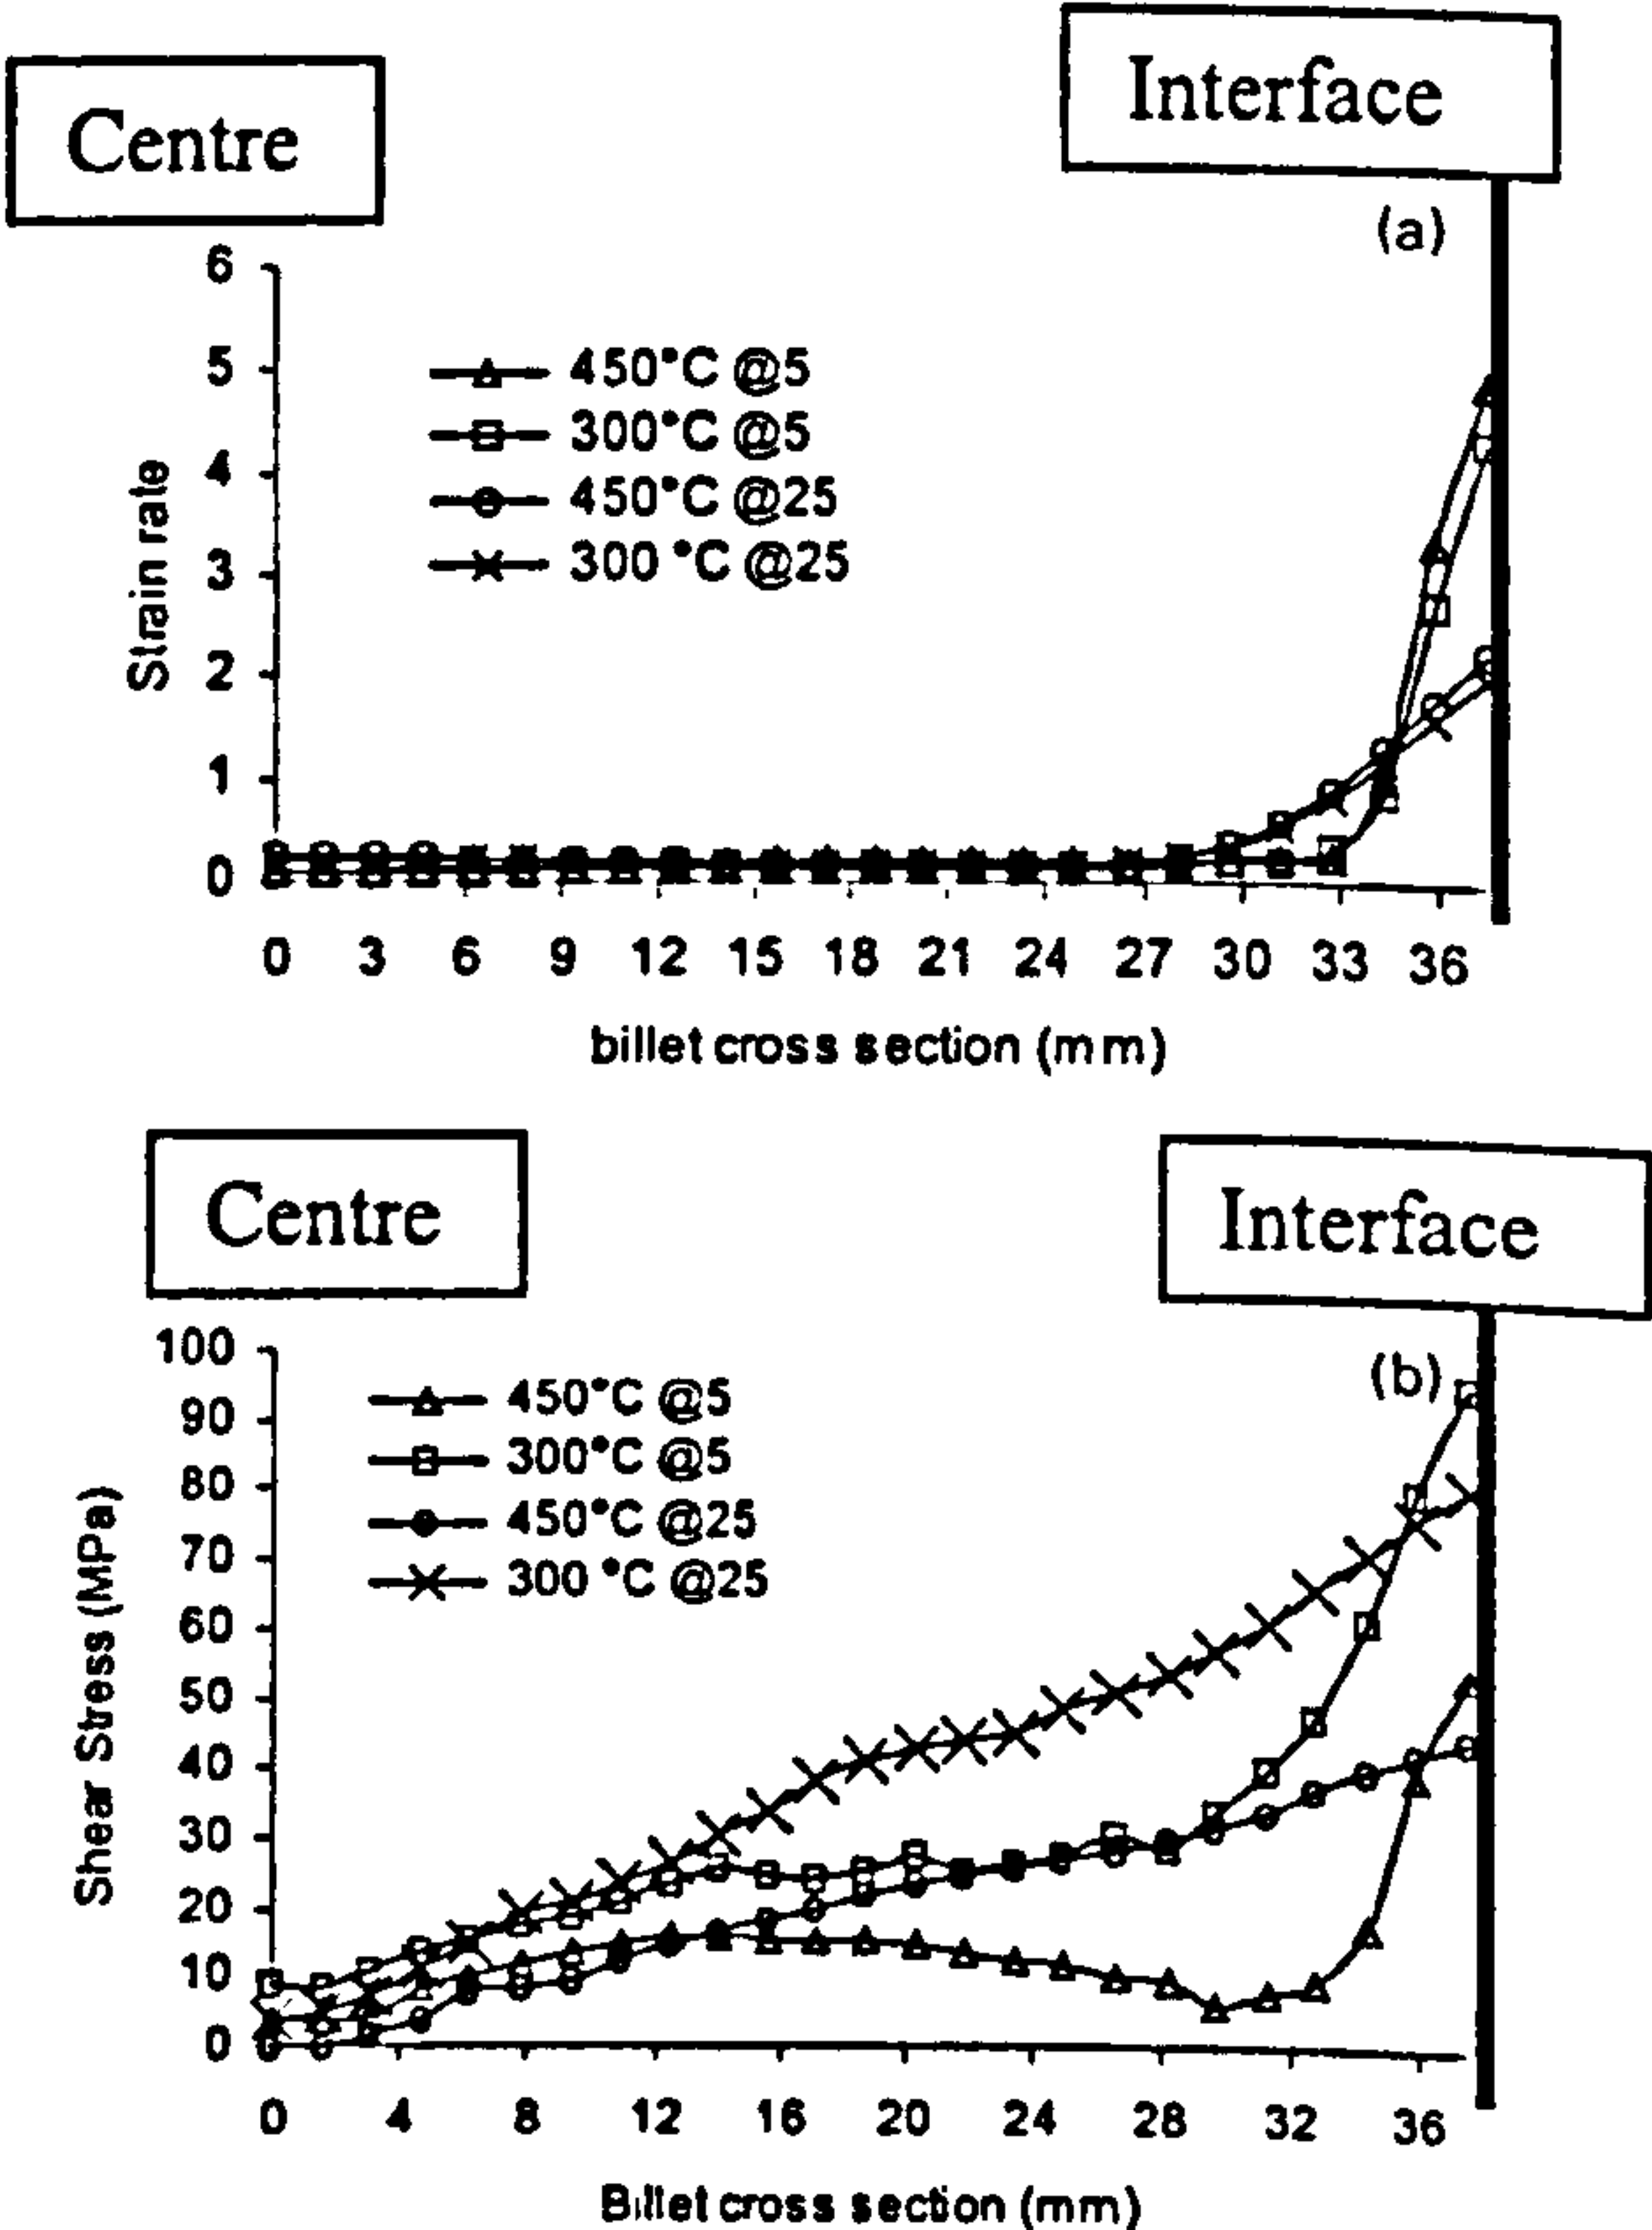 Centre
Interface
(a)
6
5
4
3
2
1
0
Strain rate
450°C @5
300°C @5
450°C @25
300 °C @25
0 3 6 9 12 15 18 21 24 27 30 33 36
billet cross section (mm)
Centre
Interface
(b)
100
90
80
70
60
50
40
30
20
10
0
Shear Stress (MPa)
450°C @5
300°C @5
450°C @25
300 °C @25
0 4 8 12 16 20 24 28 32 36
Billet cross section (mm)